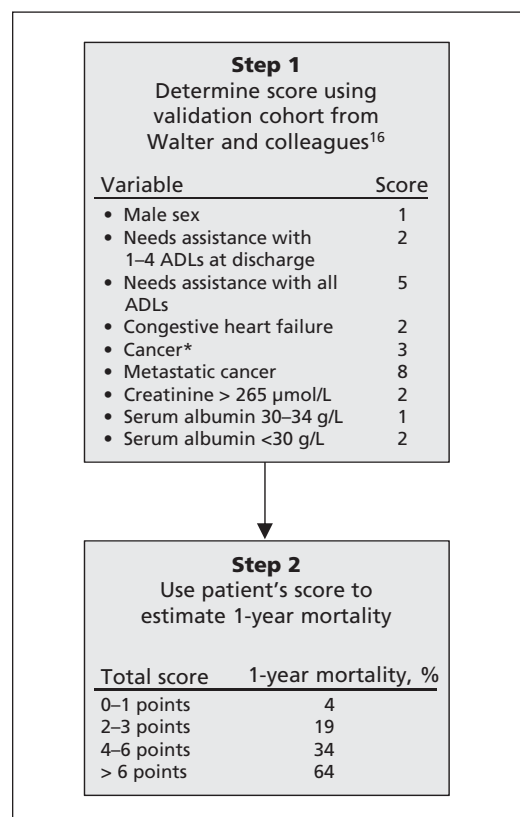 Step 1
Determine score using
validation cohort from
Walter and colleagues16
Variable Score
• Male sex 1
• Needs assistance with 2
1–4 ADLs at discharge
• Needs assistance with all 5
ADLs
• Congestive heart failure 2
• Cancer* 3
• Metastatic cancer 8
• Creatinine > 265 µmol/L 2
• Serum albumin 30–34 g/L 1
• Serum albumin <30 g/L 2
Step 2
Use patient's score to
estimate 1-year mortality
Total score 1-year mortality, %
0–1 points 4
2–3 points 19
4–6 points 34
> 6 points 64